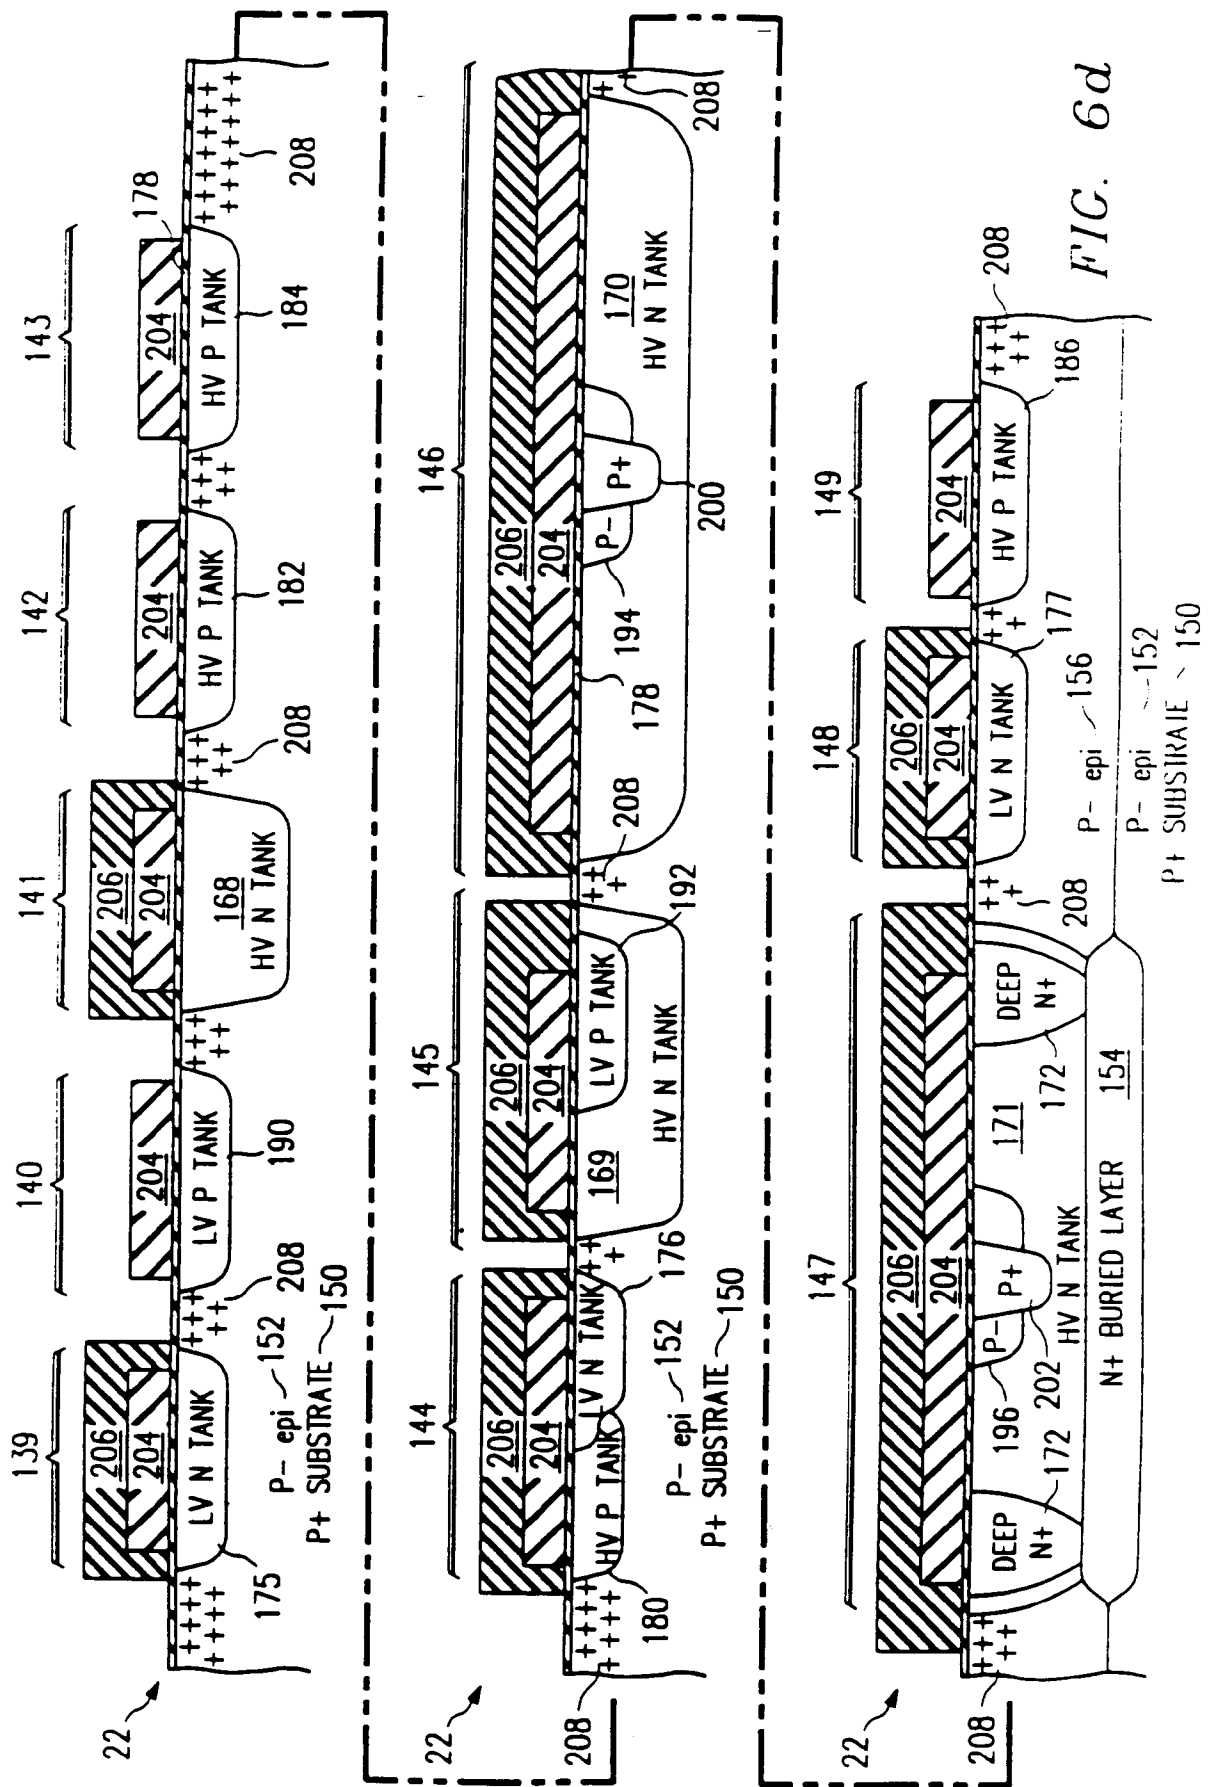 139
140
141
142
143
178
206
204
204
206
204
204
204
LV N TANK
LV P TANK
168
HV N TANK
HV P TANK
HV P TANK
175
190
182
184
208
208
208
P- epi 152
P+ SUBSTRATE 150
22
144
145
146
206
204
206
204
206
204
HV P TANK
LV N TANK
169
LV P TANK
HV N TANK
P-
P+
170
HV N TANK
180
176
192
208
178
194
200
208
208
P- epi 152
P+ SUBSTRATE 150
22
147
148
149
206
204
206
204
204
DEEP
N+
P-
P+
171
DEEP
N+
LV N TANK
HV P TANK
172
196
202
HV N TANK
172
177
186
208
208
208
N+ BURIED LAYER 154
P- epi 156
P- epi 152
P+ SUBSTRATE 150
22
FIG. 6d